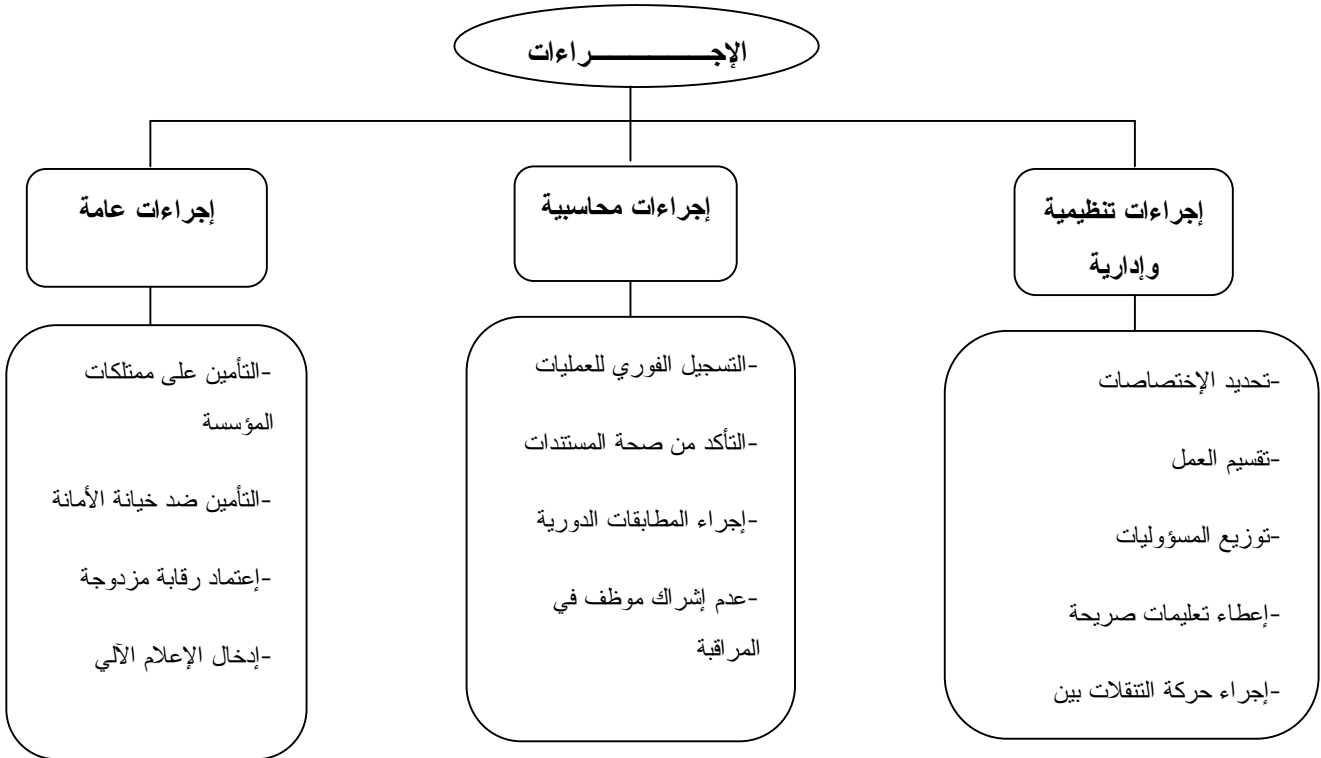 الإجـــــــــراءات
إجراءات تنظيمية
وإدارية
إجراءات محاسبية
إجراءات عامة
-تحديد الإختصاصات
-تقسيم العمل
-توزيع المسؤوليات
-إعطاء تعليمات صريحة
-إجراء حركة التنقلات بين
-التسجيل الفوري للعمليات
-التأكد من صحة المستندات
-إجراء المطابقات الدورية
-عدم إشراك موظف في
المراقبة
-التأمين على ممتلكات
المؤسسة
-التأمين ضد خيانة الأمانة
-إعتماد رقابة مزدوجة
-إدخال الإعلام الآلي